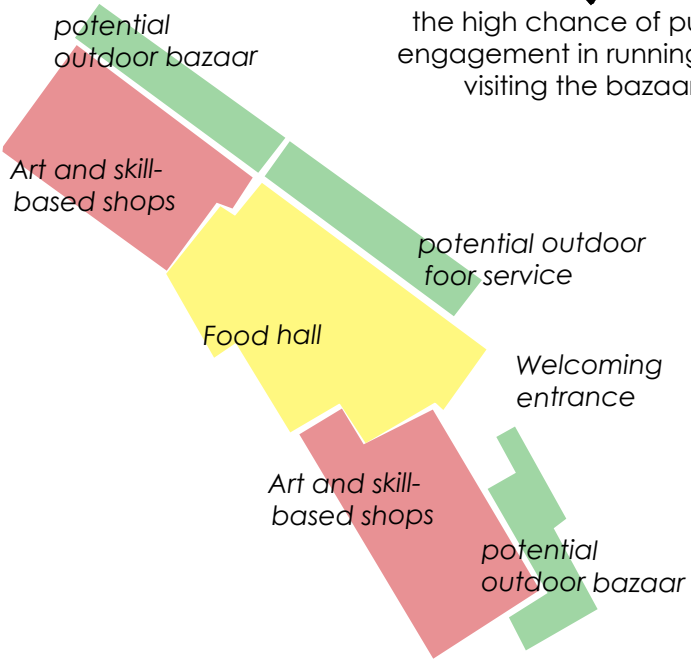 potential
outdoor bazaar
the high chance of
engagement in running
visiting the bazaar
Art and skill-
based shops
potential outdoor
foor service
Food hall
Welcoming
entrance
Art and skill-
based shops
potential
outdoor bazaar